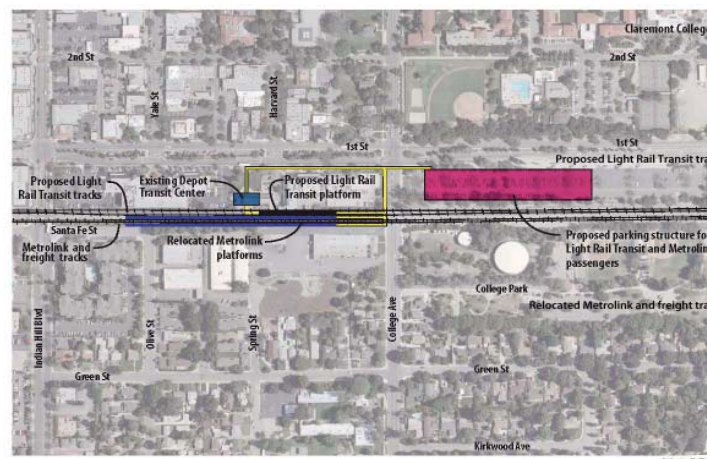 Claremont College
2nd St
2nd St
Yale St
Harvard St
1st St
1st St
Proposed Light Rail Transit tra
Proposed Light
Rail Transit tracks
Existing Depot
Transit Center
Proposed Light Rail
Transit platform
Santa Fe St
Metrolink and
freight tracks
Relocated Metrolink
platforms
Proposed parking structure fo
Light Rail Transit and Metrolin
passengers
College Park
Relocated Metrolink and freight tra
Indian Hill Blvd
Olive St
Spring St
College Ave
Green St
Green St
Kirkwood Ave